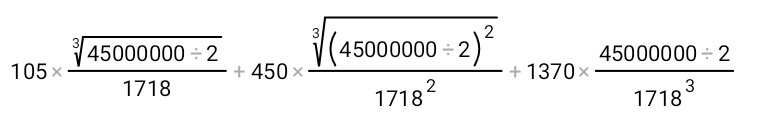 105 × ∛(45000000 ÷ 2) / 1718 + 450 × ∛((45000000 ÷ 2)²) / 1718² + 1370 × (45000000 ÷ 2) / 1718³